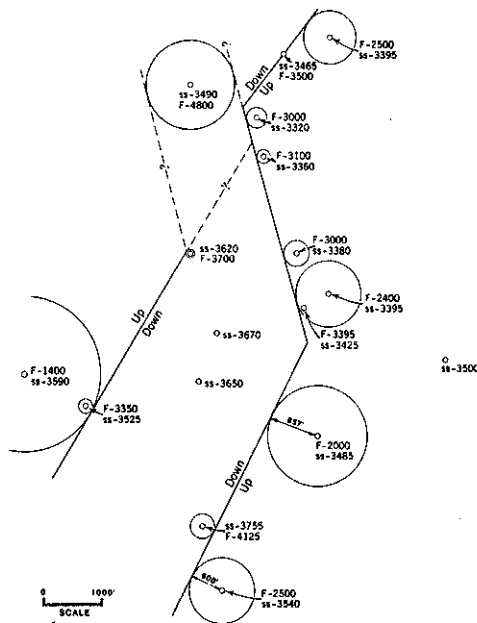 F-2500
ss-3395
?
Down
Up
ss-3465
F-3500
ss-3490
F-4800
F-3000
ss-3320
F-3100
ss-3360
?
?
ss-3620
F-3700
F-3000
ss-3380
F-2400
ss-3395
Up
Down
F-3395
ss-3425
ss-3670
ss-3500
F-1400
ss-3590
ss-3650
F-3350
ss-3525
857'
F-2000
ss-3485
Down
Up
ss-3755
F-4125
600'
F-2500
ss-3540
0 1000'
SCALE